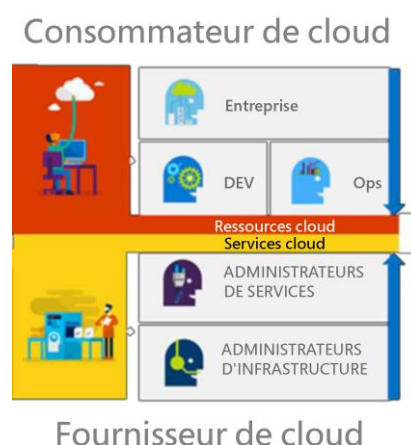 Consommateur de cloud
Entreprise
DEV
Ops
Ressources cloud
Services cloud
ADMINISTRATEURS
DE SERVICES
ADMINISTRATEURS
D'INFRASTRUCTURE
Fournisseur de cloud